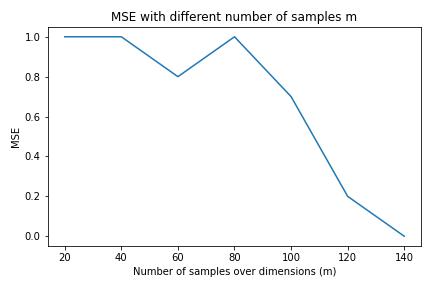 MSE with different number of samples m
1.0
0.8
0.6
0.4
0.2
0.0
MSE
20 40 60 80 100 120 140
Number of samples over dimensions (m)